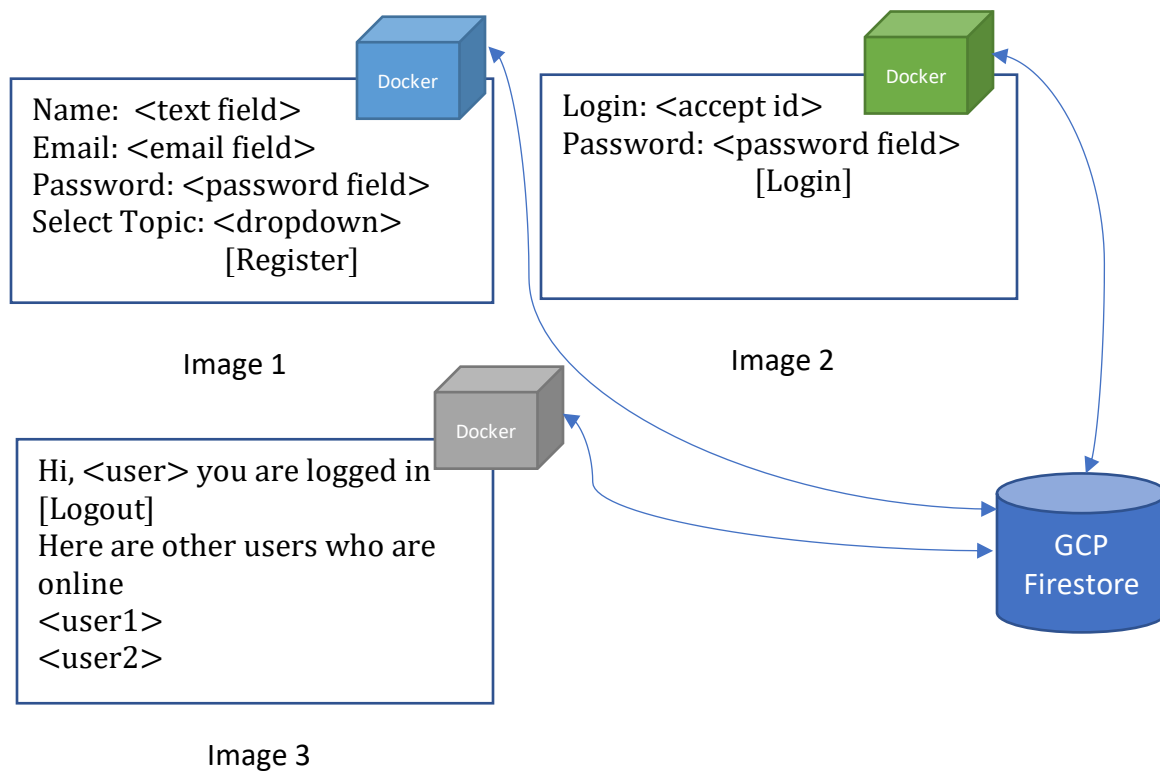 Docker
Name: <text field>
Email: <email field>
Password: <password field>
Select Topic: <dropdown>
[Register]
Image 1
Docker
Login: <accept id>
Password: <password field>
[Login]
Image 2
Docker
Hi, <user> you are logged in
[Logout]
Here are other users who are
online
<user1>
<user2>
Image 3
GCP
Firestore